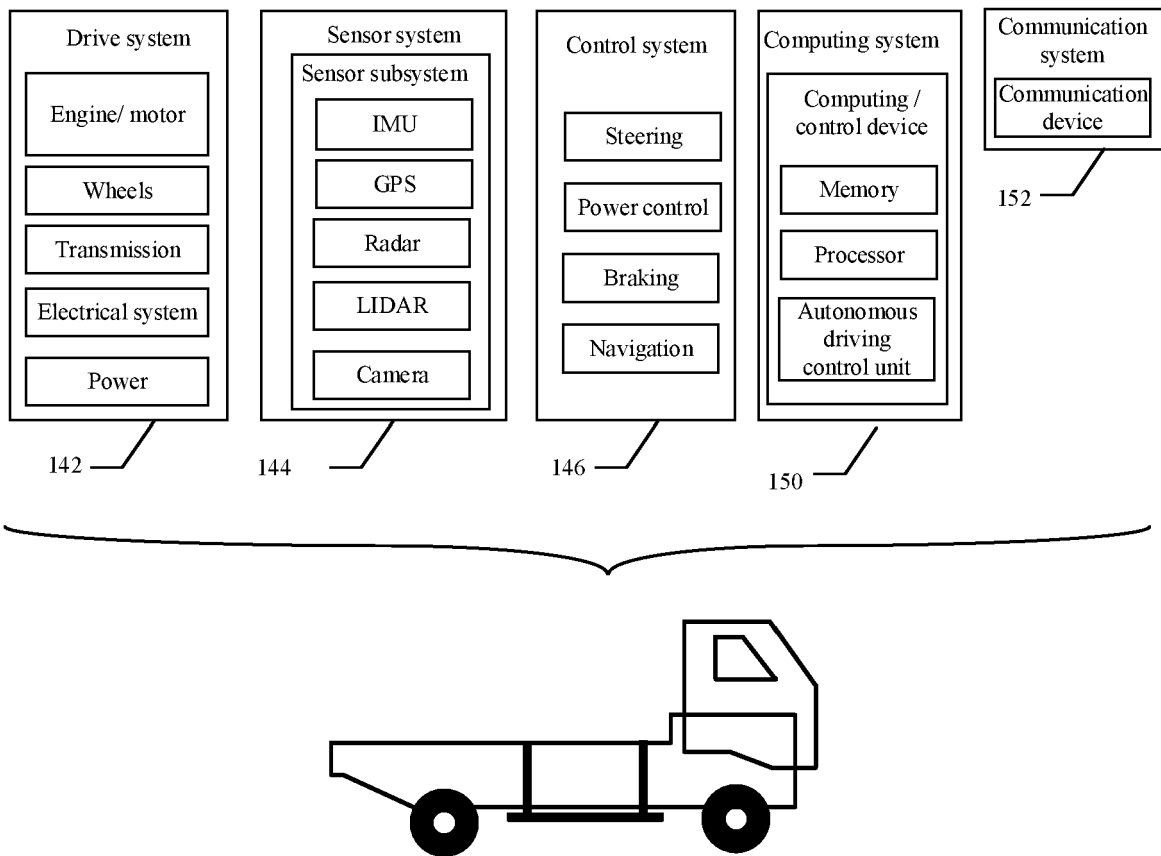 Drive system
Engine/ motor
Wheels
Transmission
Electrical system
Power
142
Sensor system
Sensor subsystem
IMU
GPS
Radar
LIDAR
Camera
144
Control system
Steering
Power control
Braking
Navigation
146
Computing system
Computing /
control device
Memory
Processor
Autonomous
driving
control unit
150
Communication
system
Communication
device
152